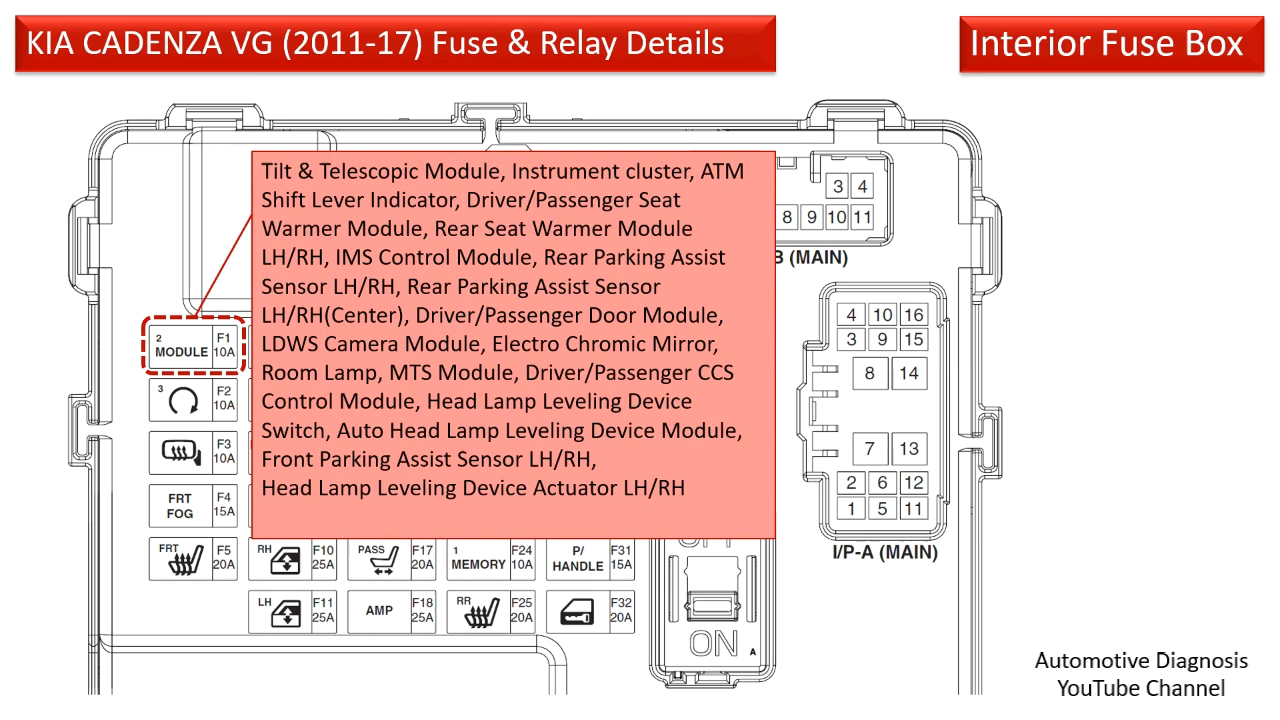 KIA CADENZA VG (2011-17) Fuse & Relay Details
Interior Fuse Box
Tilt & Telescopic Module, Instrument cluster, ATM
Shift Lever Indicator, Driver/Passenger Seat
Warmer Module, Rear Seat Warmer Module
LH/RH, IMS Control Module, Rear Parking Assist
Sensor LH/RH, Rear Parking Assist Sensor
LH/RH(Center), Driver/Passenger Door Module,
LDWS Camera Module, Electro Chromic Mirror,
Room Lamp, MTS Module, Driver/Passenger CCS
Control Module, Head Lamp Leveling Device
Switch, Auto Head Lamp Leveling Device Module,
Front Parking Assist Sensor LH/RH,
Head Lamp Leveling Device Actuator LH/RH
3 4
8 9 10 11
(MAIN)
2 MODULE F1 10A
3 F2 10A
F3 10A
FRT FOG F4 15A
FRT F5 20A
RH F10 25A
PASS F17 20A
1 MEMORY F24 10A
P/ HANDLE F31 15A
LH F11 25A
AMP F18 25A
RR F25 20A
F32 20A
ON A
4 10 16
3 9 15
8 14
7 13
2 6 12
1 5 11
I/P-A (MAIN)
Automotive Diagnosis
YouTube Channel